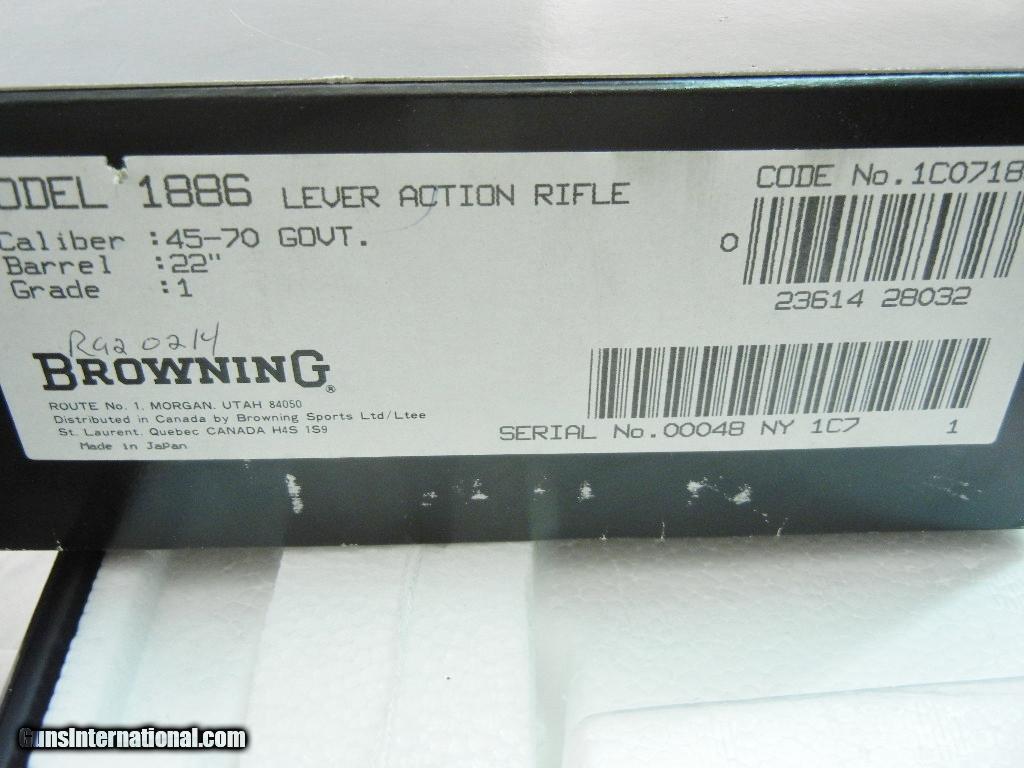 ODEL 1886 LEVER ACTION RIFLE
Caliber :45-70 GOVT.
Barrel :22"
Grade :1
CODE No.1C0718
0
23614 28032
R920214
BROWNING®
ROUTE No. 1, MORGAN, UTAH 84050
Distributed in Canada by Browning Sports Ltd/Ltee
St. Laurent, Quebec CANADA H4S 1S9
Made in Japan
SERIAL No.00048 NY 1C7 1
GunsInternational.com